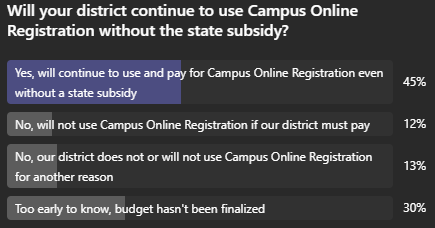 Will your district continue to use Campus Online
Registration without the state subsidy?
Yes, will continue to use and pay for Campus Online Registration even
without a state subsidy
45%
No, will not use Campus Online Registration if our district must pay
12%
No, our district does not or will not use Campus Online Registration
for another reason
13%
Too early to know, budget hasn't been finalized
30%